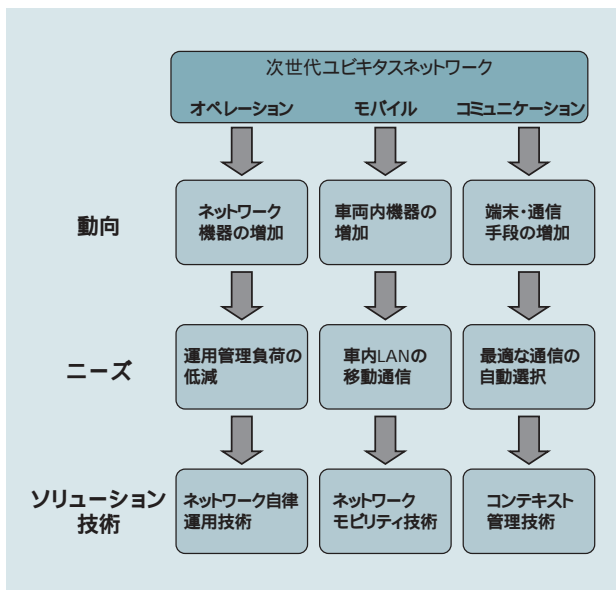 次世代ユビキタスネットワーク
オペレーション モバイル コミュニケーション
動向
ネットワーク
機器の増加
車両内機器の
増加
端末・通信
手段の増加
ニーズ
運用管理負荷の
低減
車内LANの
移動通信
最適な通信の
自動選択
ソリューション
技術
ネットワーク自律
運用技術
ネットワーク
モビリティ技術
コンテキスト
管理技術